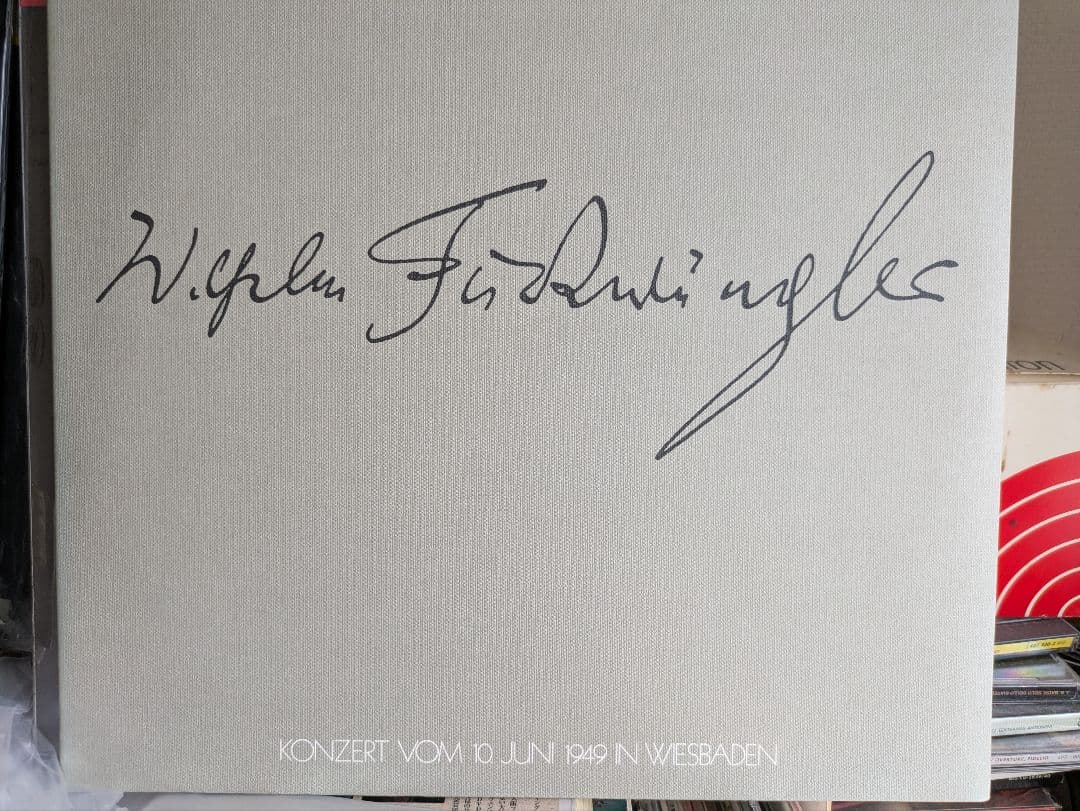 Wilhelm Furtwängler
KONZERT VOM 10 JUNI 1949 IN WIESBADEN